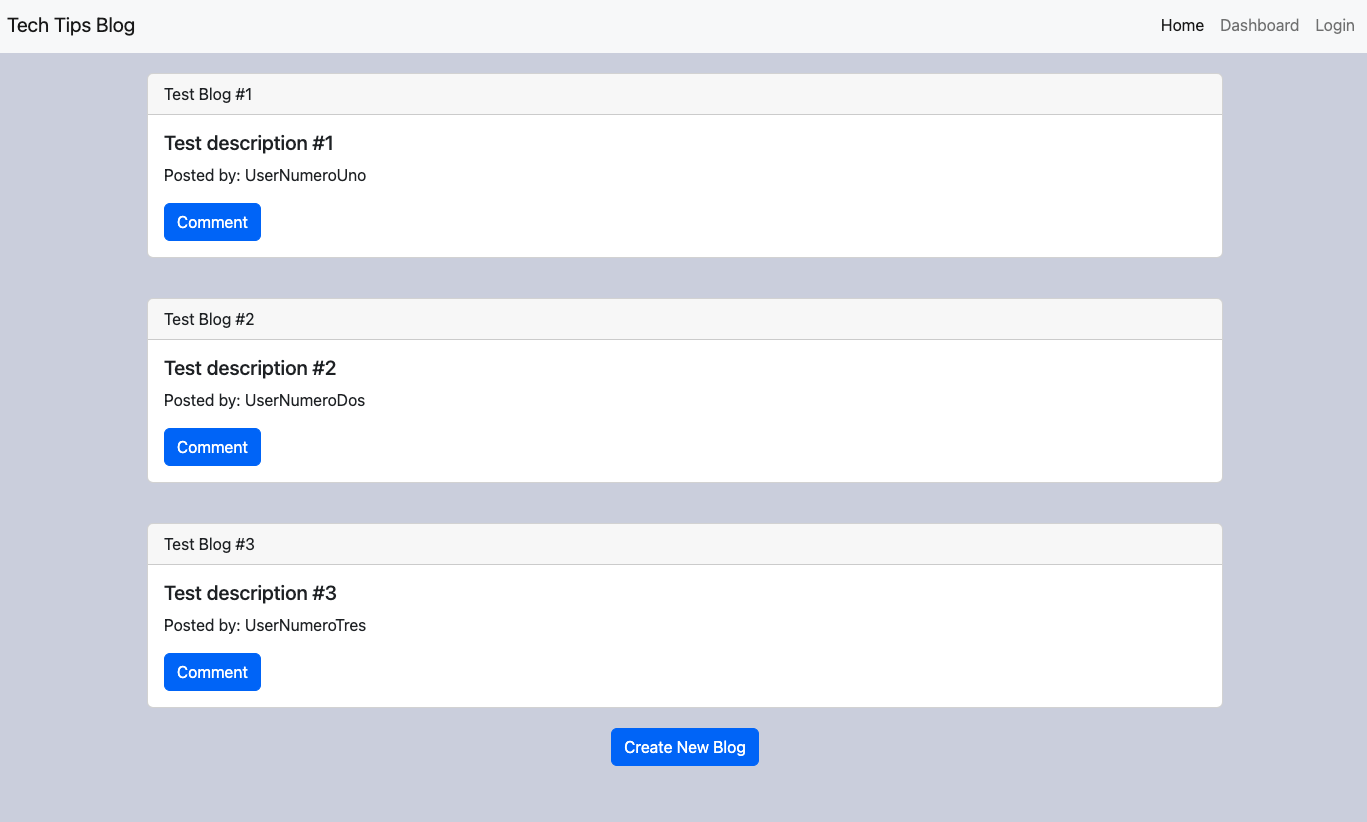 Tech Tips Blog
Home Dashboard Login
Test Blog #1
Test description #1
Posted by: UserNumeroUno
Comment
Test Blog #2
Test description #2
Posted by: UserNumeroDos
Comment
Test Blog #3
Test description #3
Posted by: UserNumeroTres
Comment
Create New Blog